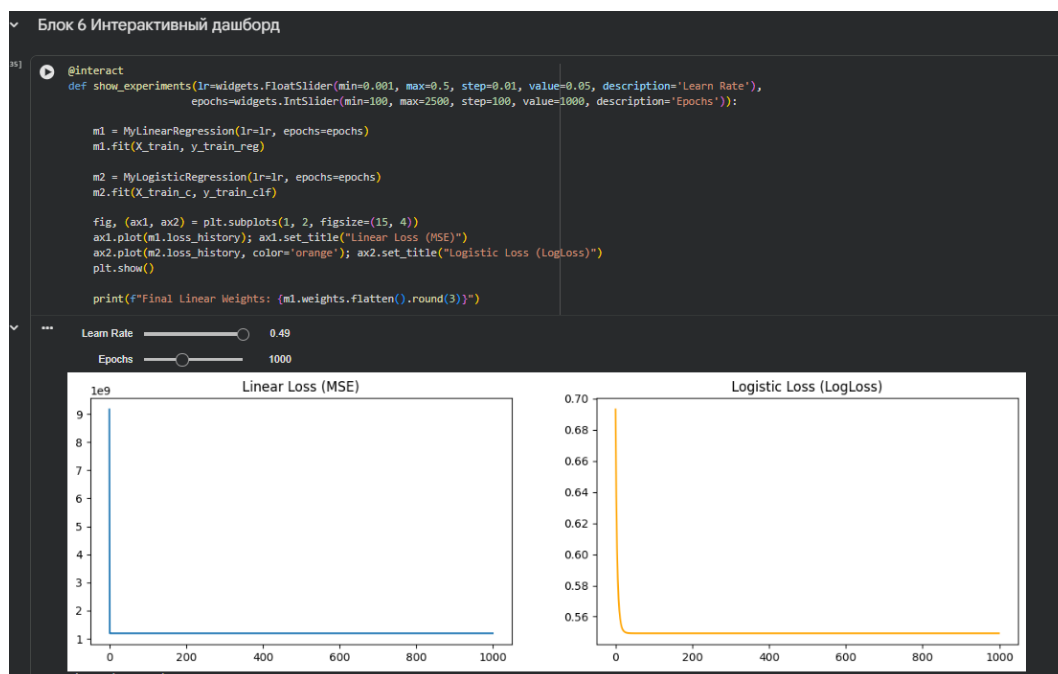 Блок 6 Интерактивный дашборд
35]
@interact
def show_experiments(lr=widgets.FloatSlider(min=0.001, max=0.5, step=0.01, value=0.05, description='Learn Rate'),
epochs=widgets.IntSlider(min=100, max=2500, step=100, value=1000, description='Epochs')):
m1 = MyLinearRegression(lr=lr, epochs=epochs)
m1.fit(X_train, y_train_reg)
m2 = MyLogisticRegression(lr=lr, epochs=epochs)
m2.fit(X_train_c, y_train_clf)
fig, (ax1, ax2) = plt.subplots(1, 2, figsize=(15, 4))
ax1.plot(m1.loss_history); ax1.set_title("Linear Loss (MSE)")
ax2.plot(m2.loss_history, color='orange'); ax2.set_title("Logistic Loss (LogLoss)")
plt.show()
print(f"Final Linear Weights: {m1.weights.flatten().round(3)}")
Learn Rate 0.49
Epochs 1000
Linear Loss (MSE)
1e9
9
8
7
6
5
4
3
2
1
0 200 400 600 800 1000
Logistic Loss (LogLoss)
0.70
0.68
0.66
0.64
0.62
0.60
0.58
0.56
0 200 400 600 800 1000